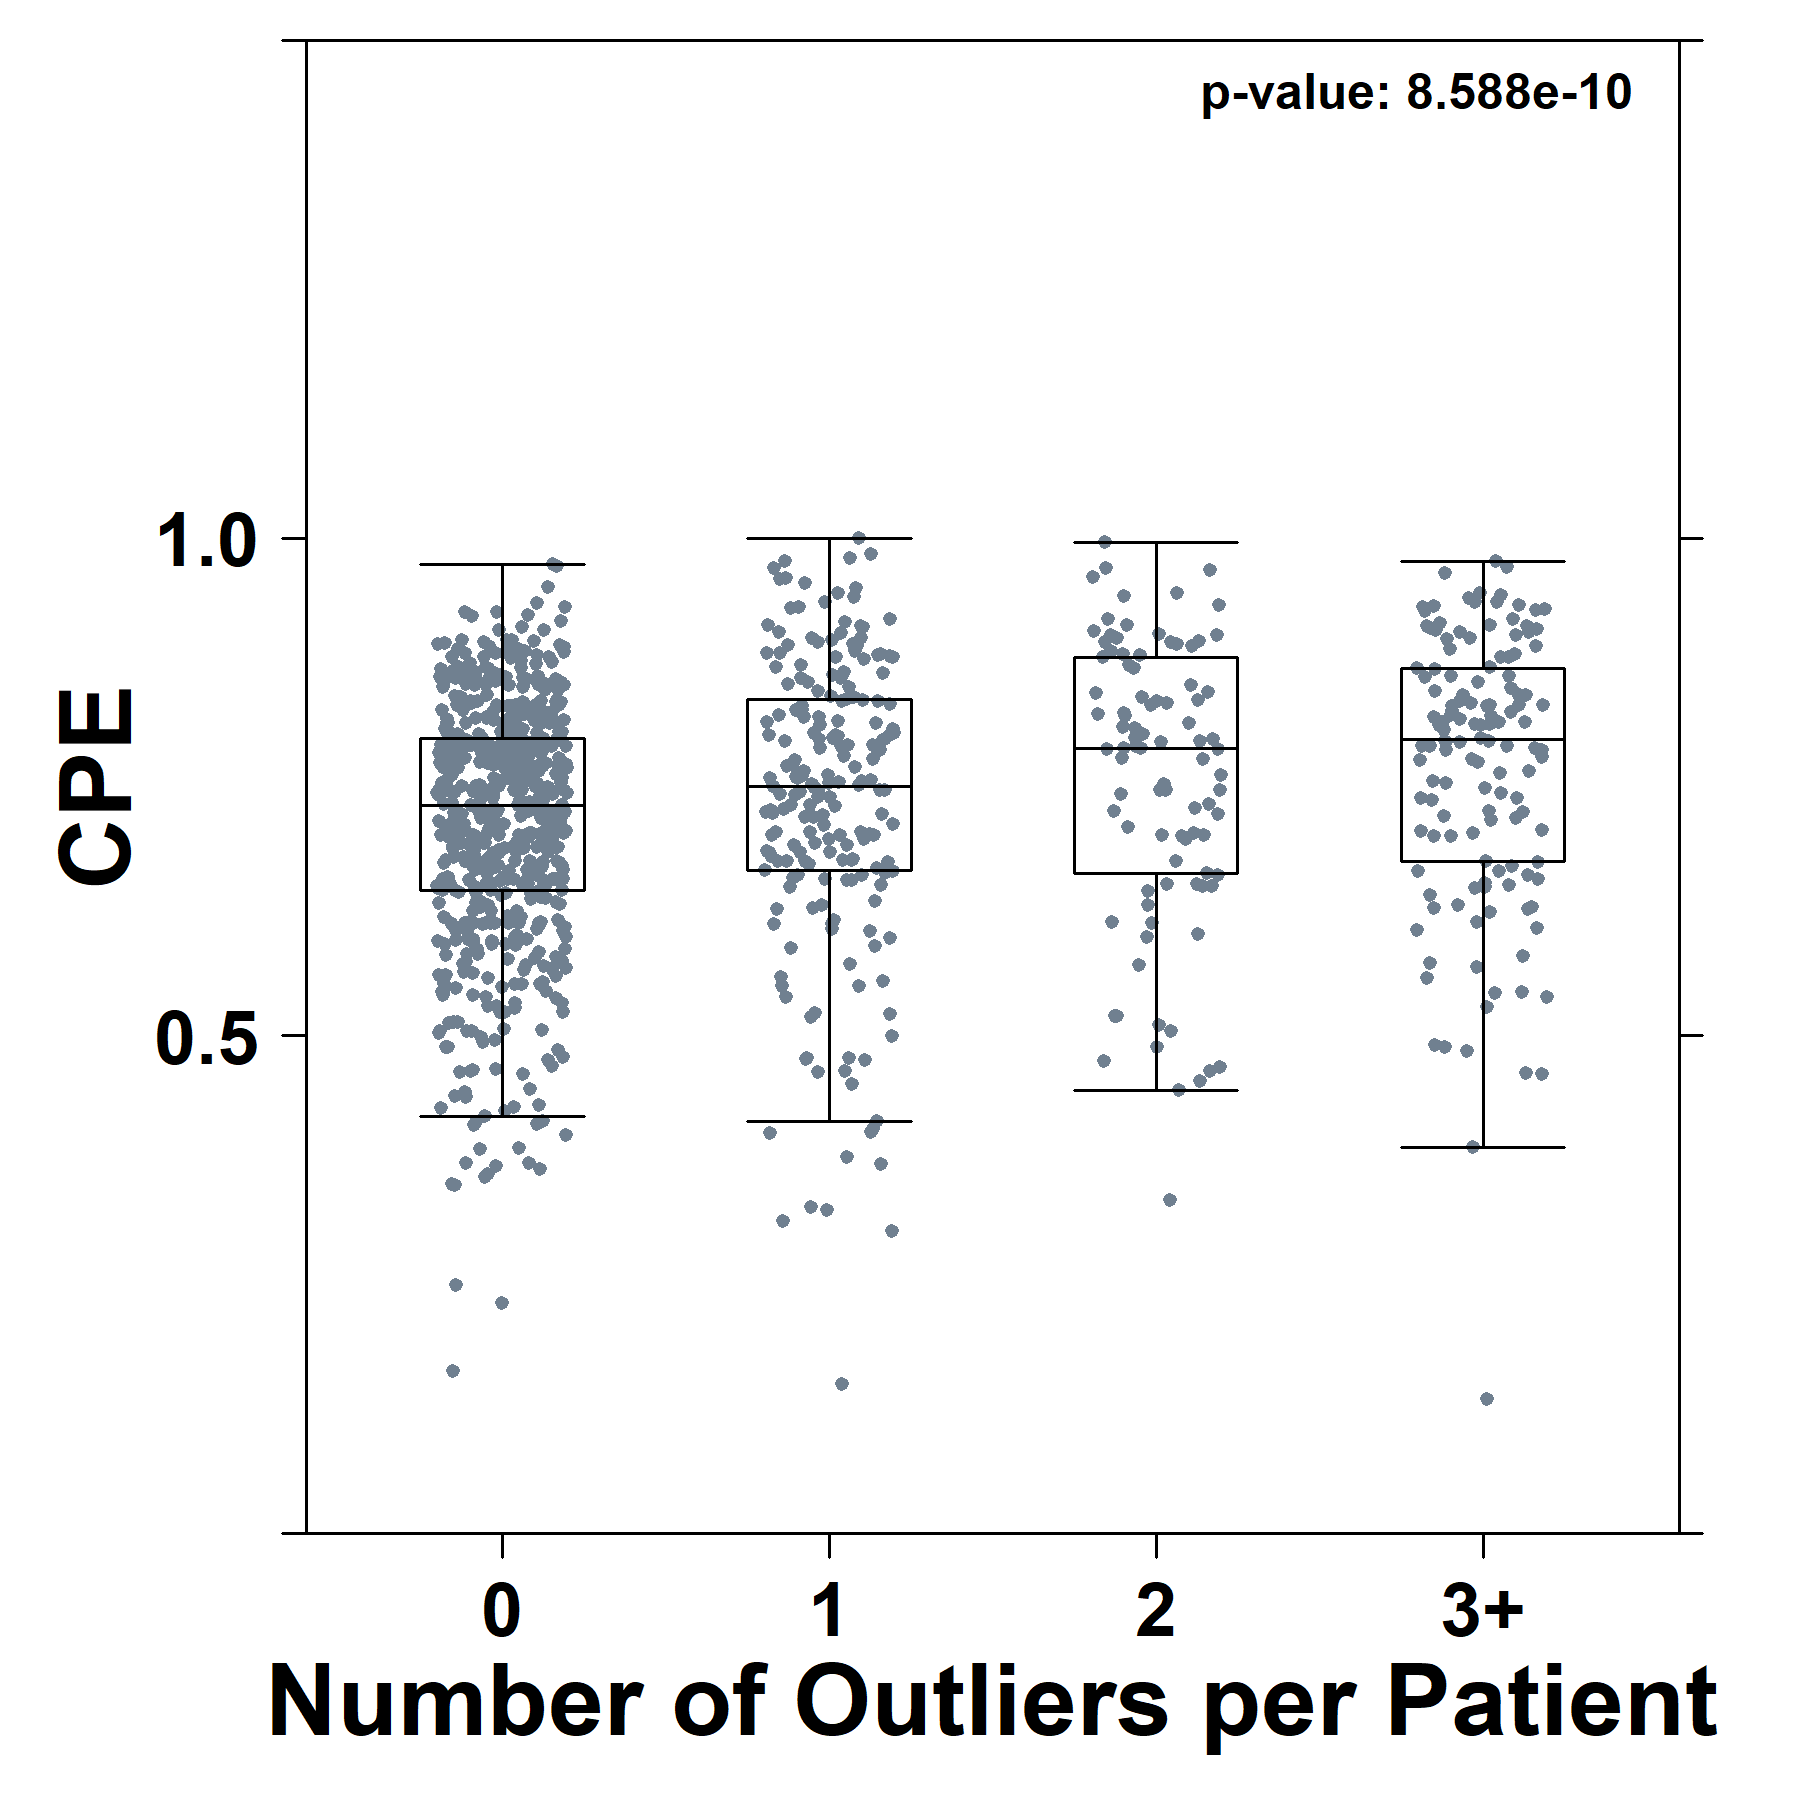 p-value: 8.588e-10
1.0
0.5
CPE
0 1 2 3+
Number of Outliers per Patient